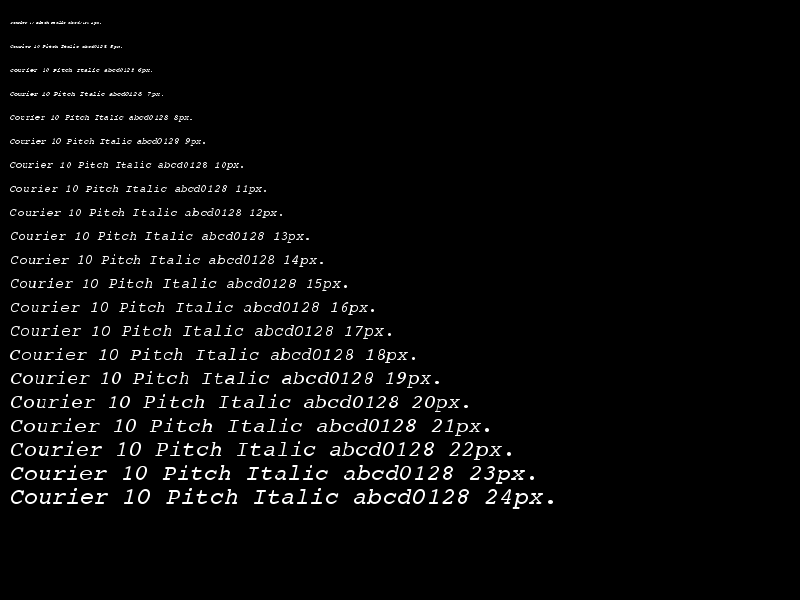 Courier 10 Pitch Italic abcd0128 5px.
Courier 10 Pitch Italic abcd0128 6px.
Courier 10 Pitch Italic abcd0128 7px.
Courier 10 Pitch Italic abcd0128 8px.
Courier 10 Pitch Italic abcd0128 9px.
Courier 10 Pitch Italic abcd0128 10px.
Courier 10 Pitch Italic abcd0128 11px.
Courier 10 Pitch Italic abcd0128 12px.
Courier 10 Pitch Italic abcd0128 13px.
Courier 10 Pitch Italic abcd0128 14px.
Courier 10 Pitch Italic abcd0128 15px.
Courier 10 Pitch Italic abcd0128 16px.
Courier 10 Pitch Italic abcd0128 17px.
Courier 10 Pitch Italic abcd0128 18px.
Courier 10 Pitch Italic abcd0128 19px.
Courier 10 Pitch Italic abcd0128 20px.
Courier 10 Pitch Italic abcd0128 21px.
Courier 10 Pitch Italic abcd0128 22px.
Courier 10 Pitch Italic abcd0128 23px.
Courier 10 Pitch Italic abcd0128 24px.